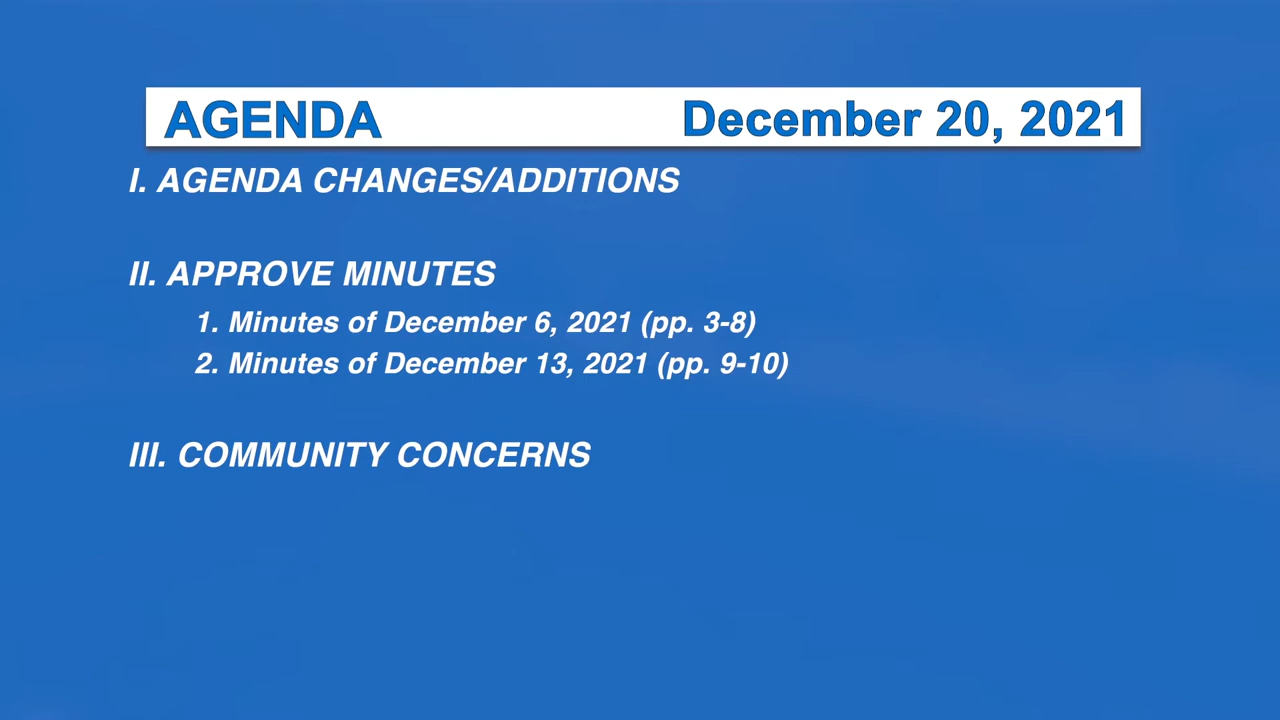 AGENDA December 20, 2021
I. AGENDA CHANGES/ADDITIONS
II. APPROVE MINUTES
1. Minutes of December 6, 2021 (pp. 3-8)
2. Minutes of December 13, 2021 (pp. 9-10)
III. COMMUNITY CONCERNS